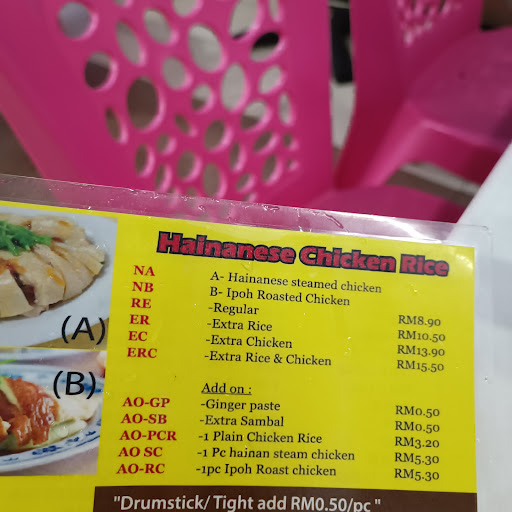 Hainanese Chicken Rice
NA A- Hainanese steamed chicken
NB B- Ipoh Roasted Chicken
RE -Regular RM8.90
ER -Extra Rice RM10.50
EC -Extra Chicken RM13.90
ERC -Extra Rice & Chicken RM15.50
(A)
(B)
Add on :
AO-GP -Ginger paste RM0.50
AO-SB -Extra Sambal RM0.50
AO-PCR -1 Plain Chicken Rice RM3.20
AO SC -1 Pc hainan steam chicken RM5.30
AO-RC -1pc Ipoh Roast chicken RM5.30
"Drumstick/ Tight add RM0.50/pc "